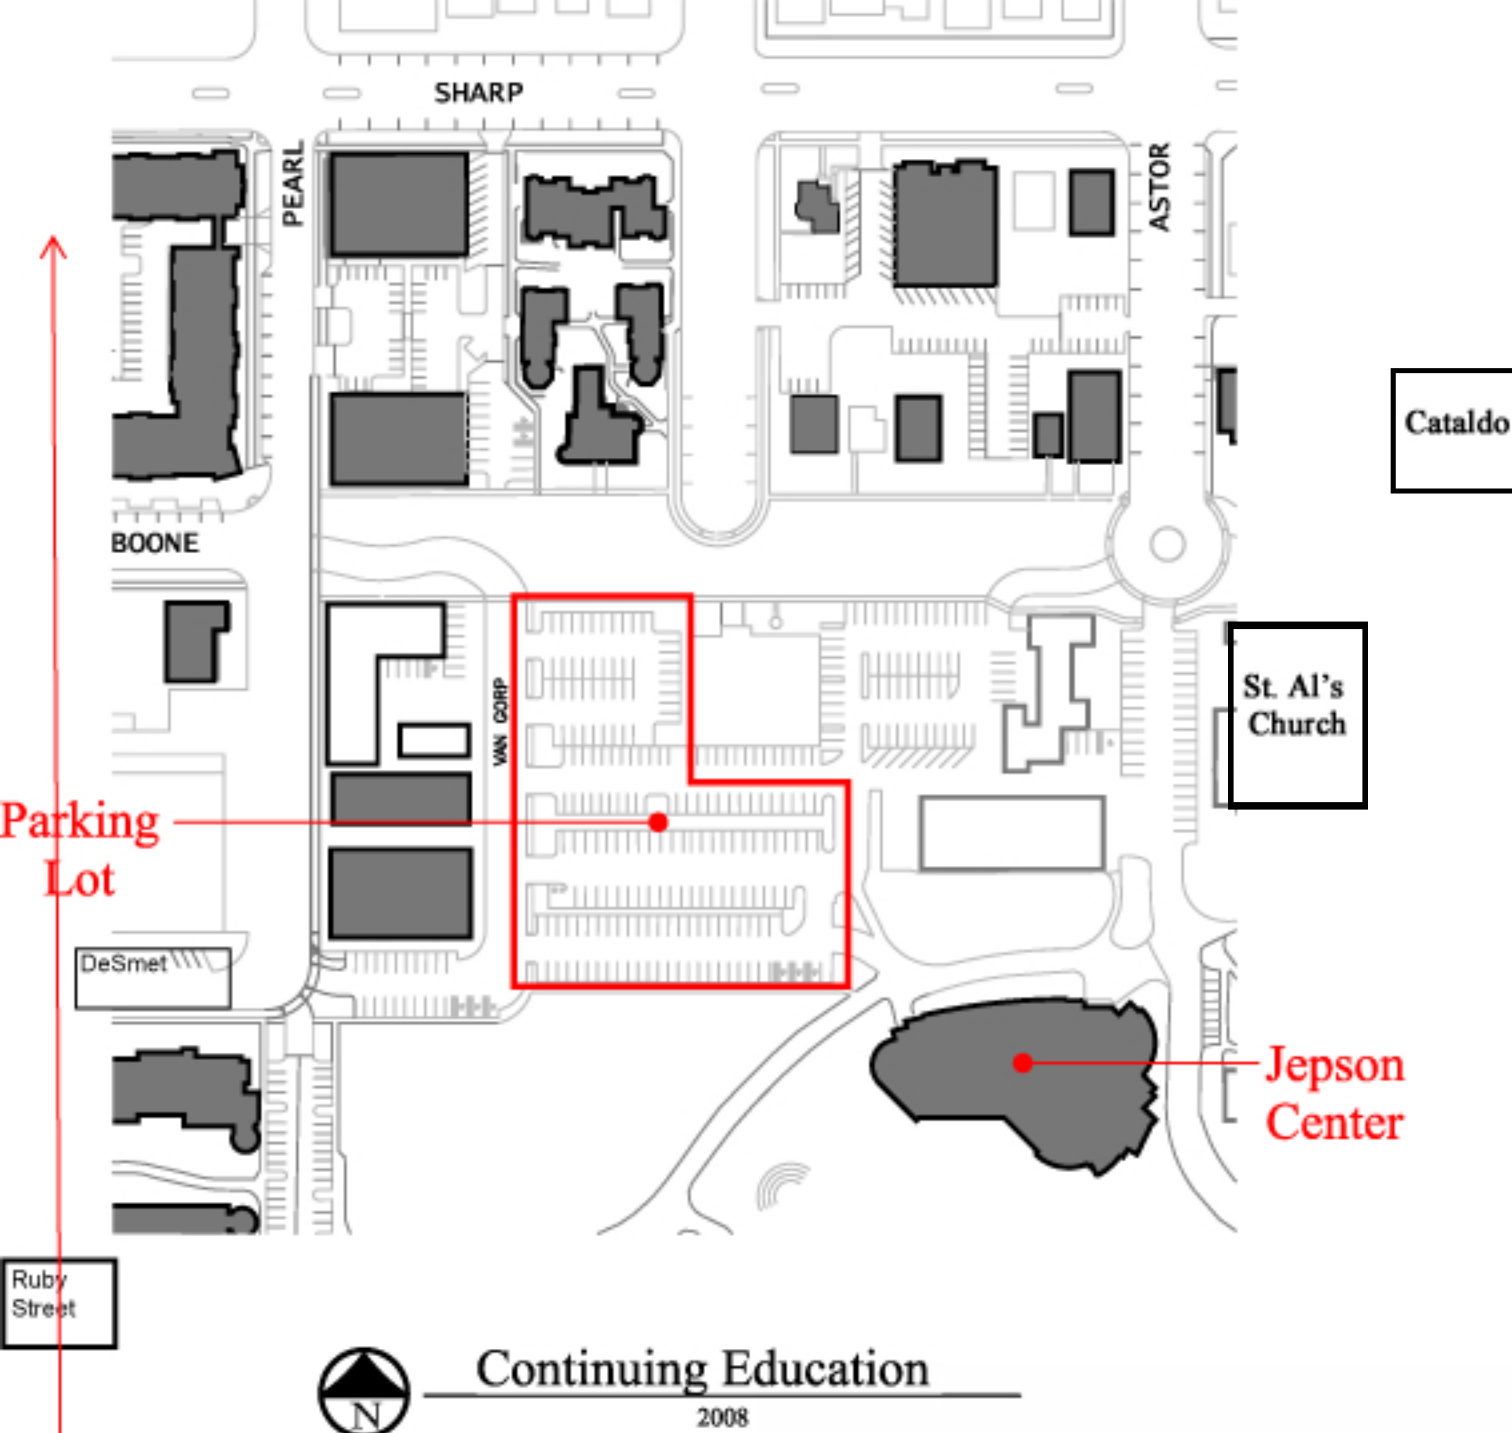 SHARP
PEARL
ASTOR
Cataldo
BOONE
St. Al's
Church
VAN GORP
Parking
Lot
DeSmet
Jepson
Center
Ruby
Street
Continuing Education
N
2008